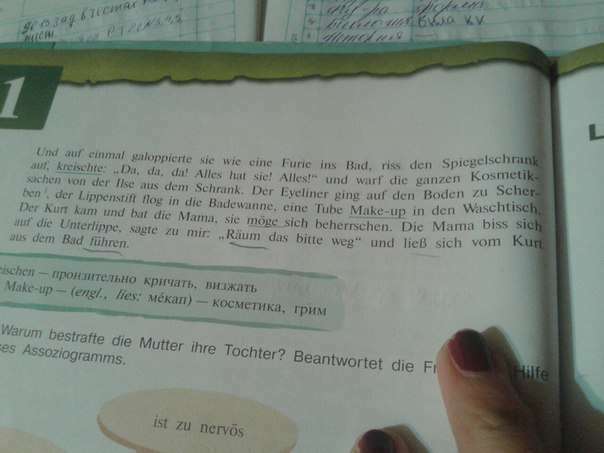 1
Und auf einmal galoppierte sie wie eine Furie ins Bad, riss den Spiegelschrank
auf, kreischte: „Da, da, da! Alles hat sie! Alles!“ und warf die ganzen Kosmetik-
sachen von der Ilse aus dem Schrank. Der Eyeliner ging auf den Boden zu Scher-
ben¹, der Lippenstift flog in die Badewanne, eine Tube Make-up in den Waschtisch.
Der Kurt kam und bat die Mama, sie möge sich beherrschen. Die Mama biss sich
auf die Unterlippe, sagte zu mir: „Räum das bitte weg“ und ließ sich vom Kurt
aus dem Bad führen.
eischen — пронзительно кричать, визжать
Make-up — (engl., lies: мéкап) — косметика, грим
Warum bestrafte die Mutter ihre Tochter? Beantwortet die Hilfe
es Assoziogramms.
ist zu nervös